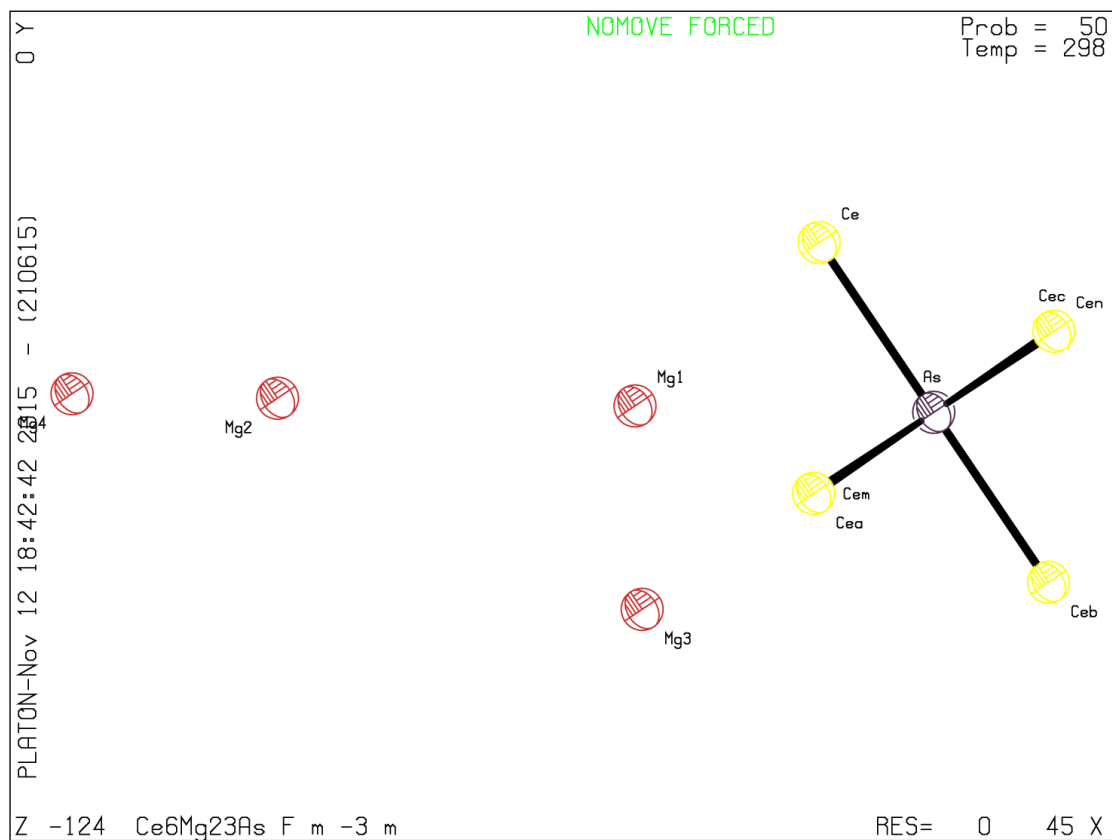 NOMOVE FORCED
Prob = 50
Temp = 298
O Y
PLATON-Nov 12 18:42:42 2015 - (210615)
Ce
Cec
Cen
As
Mg1
Mg2
Mg4
Cem
Cea
Mg3
Ceb
Z -124 Ce6Mg23As F m -3 m
RES= 0 45 X